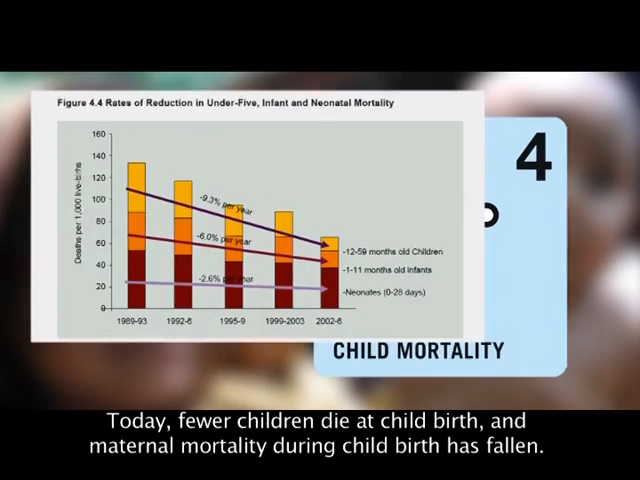 Figure 4.4 Rates of Reduction in Under-Five, Infant and Neonatal Mortality
160
140
120
100
80
60
40
20
0
Deaths per 1,000 live-births
-9.3% per year
-6.0% per year
-2.6% per year
-12-59 months old Children
-1-11 months old Infants
-Neonates (0-28 days)
1989-93 1992-6 1995-9 1999-2003 2002-6
4
CHILD MORTALITY
Today, fewer children die at child birth, and
maternal mortality during child birth has fallen.